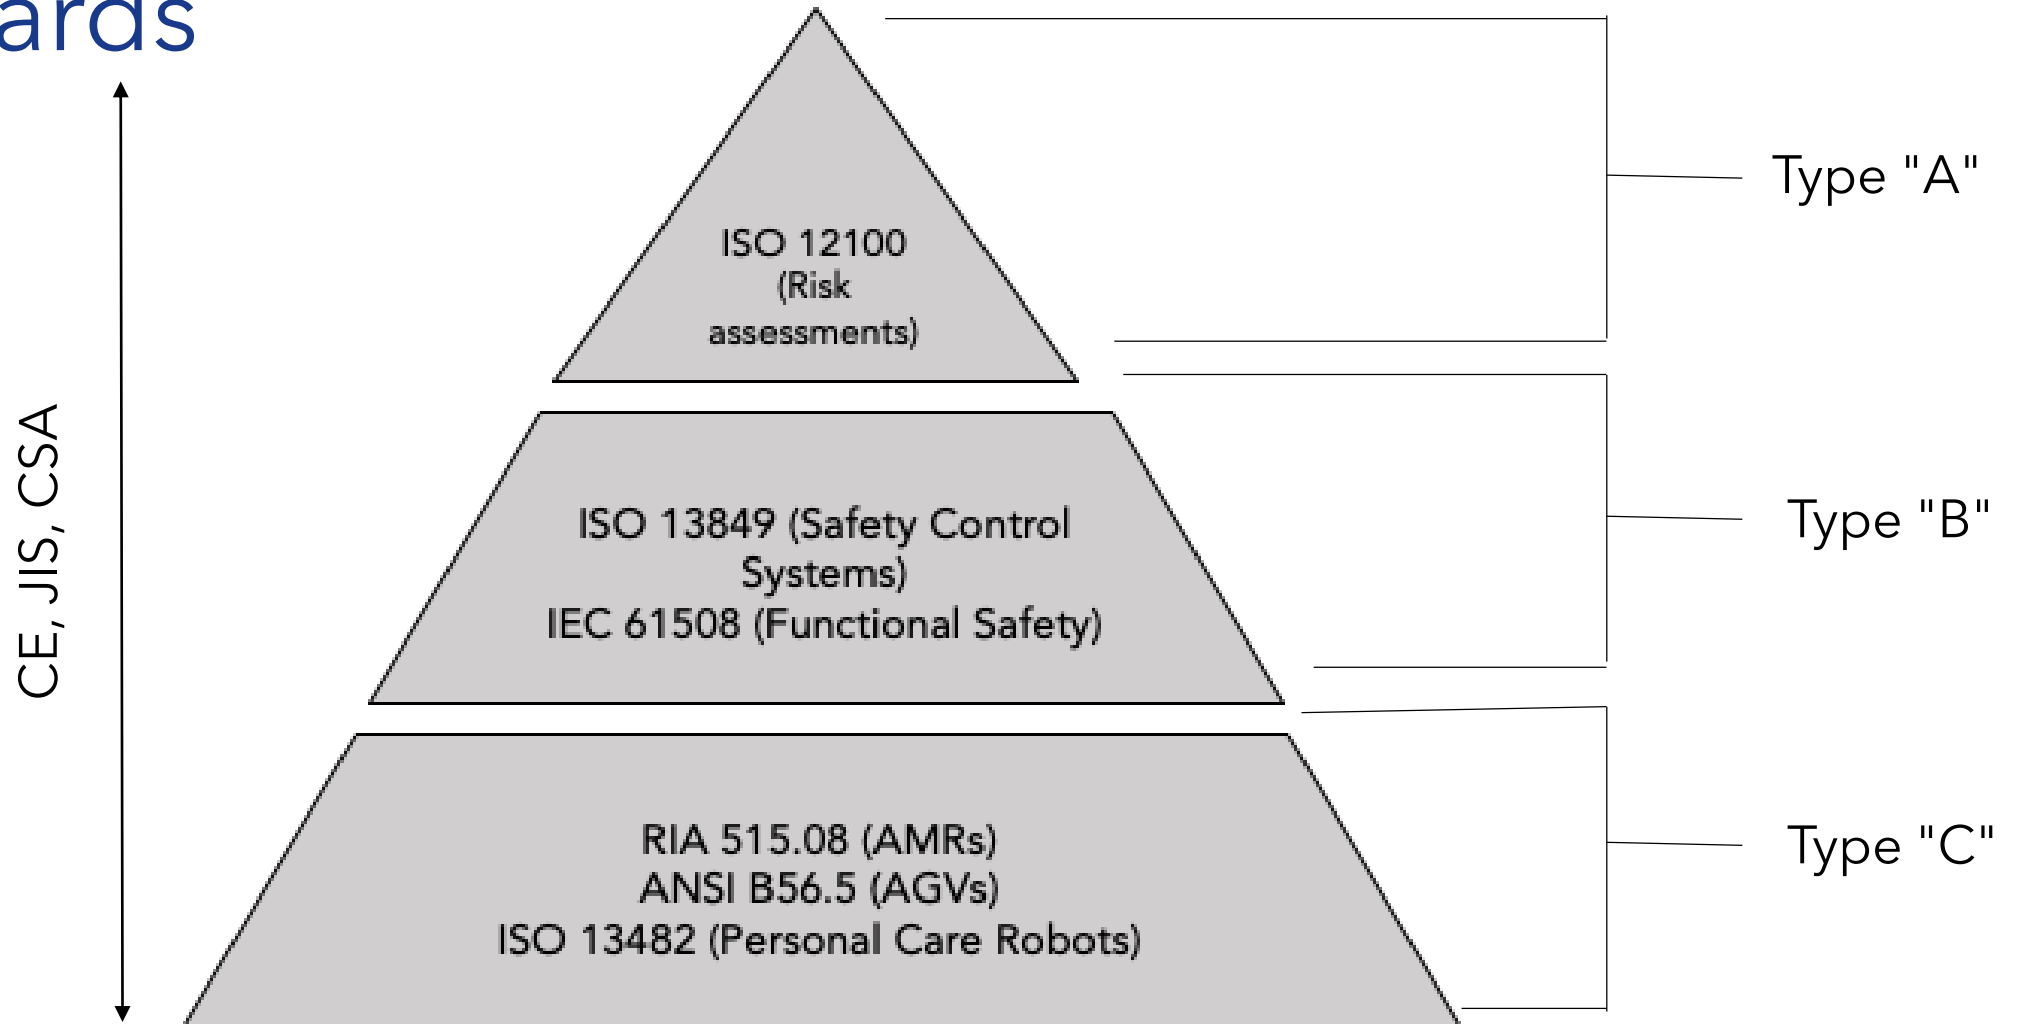 ards
ISO 12100
(Risk
assessments)
Type "A"
CE, JIS, CSA
ISO 13849 (Safety Control
Systems)
IEC 61508 (Functional Safety)
Type "B"
RIA 515.08 (AMRs)
ANSI B56.5 (AGVs)
ISO 13482 (Personal Care Robots)
Type "C"